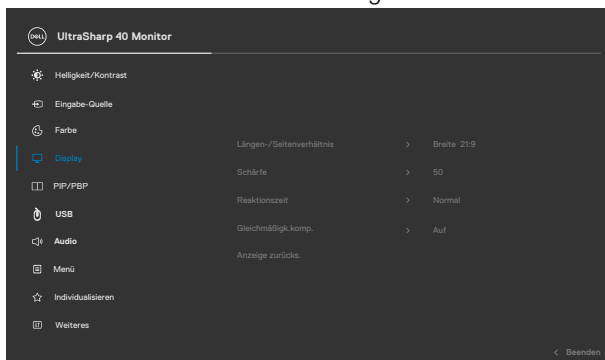 DELL UltraSharp 40 Monitor
Helligkeit/Kontrast
Eingabe-Quelle
Farbe
Display
PIP/PBP
USB
Audio
Menü
Individualisieren
Weiteres
Längen-/Seitenverhältnis > Breite 21:9
Schärfe > 50
Reaktionszeit > Normal
Gleichmäßigk.komp. > Auf
Anzeige zurücks.
< Beenden